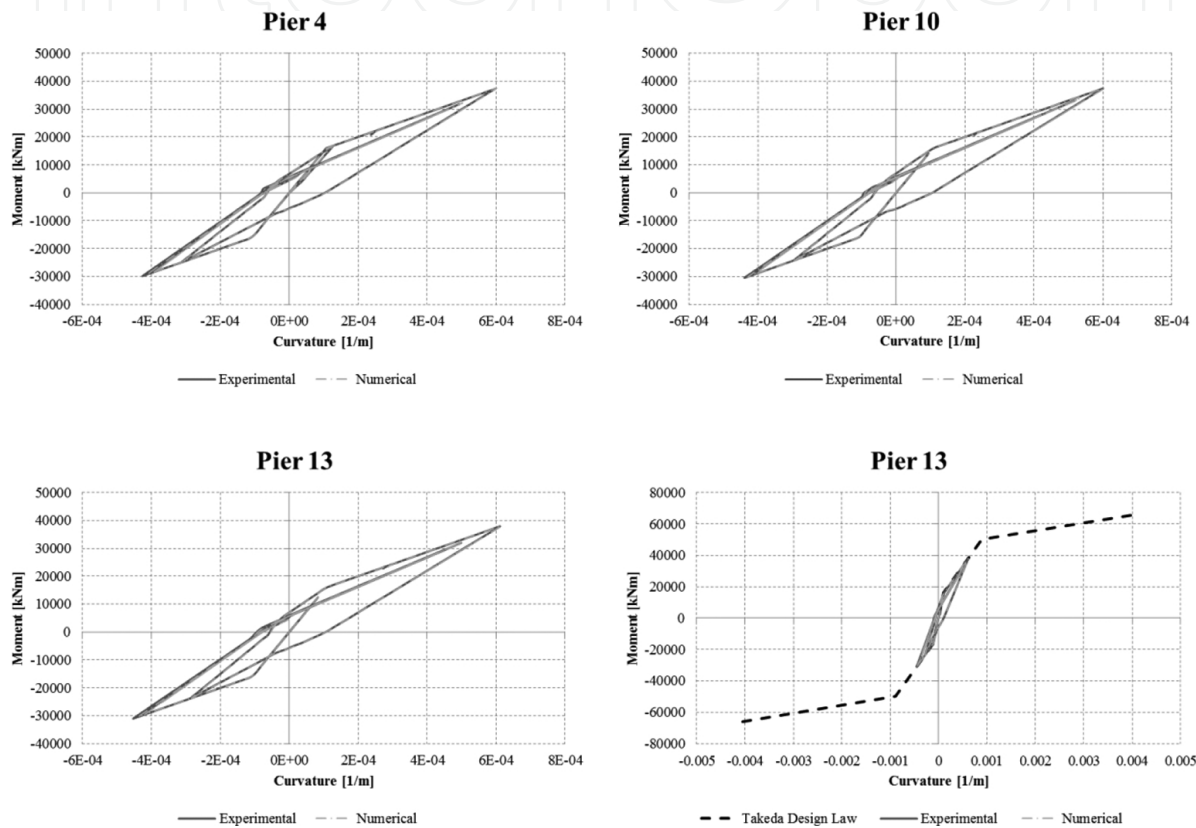 Pier 4
50000
40000
30000
20000
10000
0
-10000
-20000
-30000
-40000
Moment [kNm]
-6E-04 -4E-04 -2E-04 0E+00 2E-04 4E-04 6E-04 8E-04
Curvature [1/m]
Experimental Numerical
Pier 10
50000
40000
30000
20000
10000
0
-10000
-20000
-30000
-40000
Moment [kNm]
-6E-04 -4E-04 -2E-04 0E+00 2E-04 4E-04 6E-04 8E-04
Curvature [1/m]
Experimental Numerical
Pier 13
50000
40000
30000
20000
10000
0
-10000
-20000
-30000
-40000
Moment [kNm]
-6E-04 -4E-04 -2E-04 0E+00 2E-04 4E-04 6E-04 8E-04
Curvature [1/m]
Experimental Numerical
Pier 13
80000
60000
40000
20000
0
-20000
-40000
-60000
-80000
Moment [kNm]
-0.005 -0.004 -0.003 -0.002 -0.001 0 0.001 0.002 0.003 0.004 0.005
Curvature [1/m]
Takeda Design Law Experimental Numerical